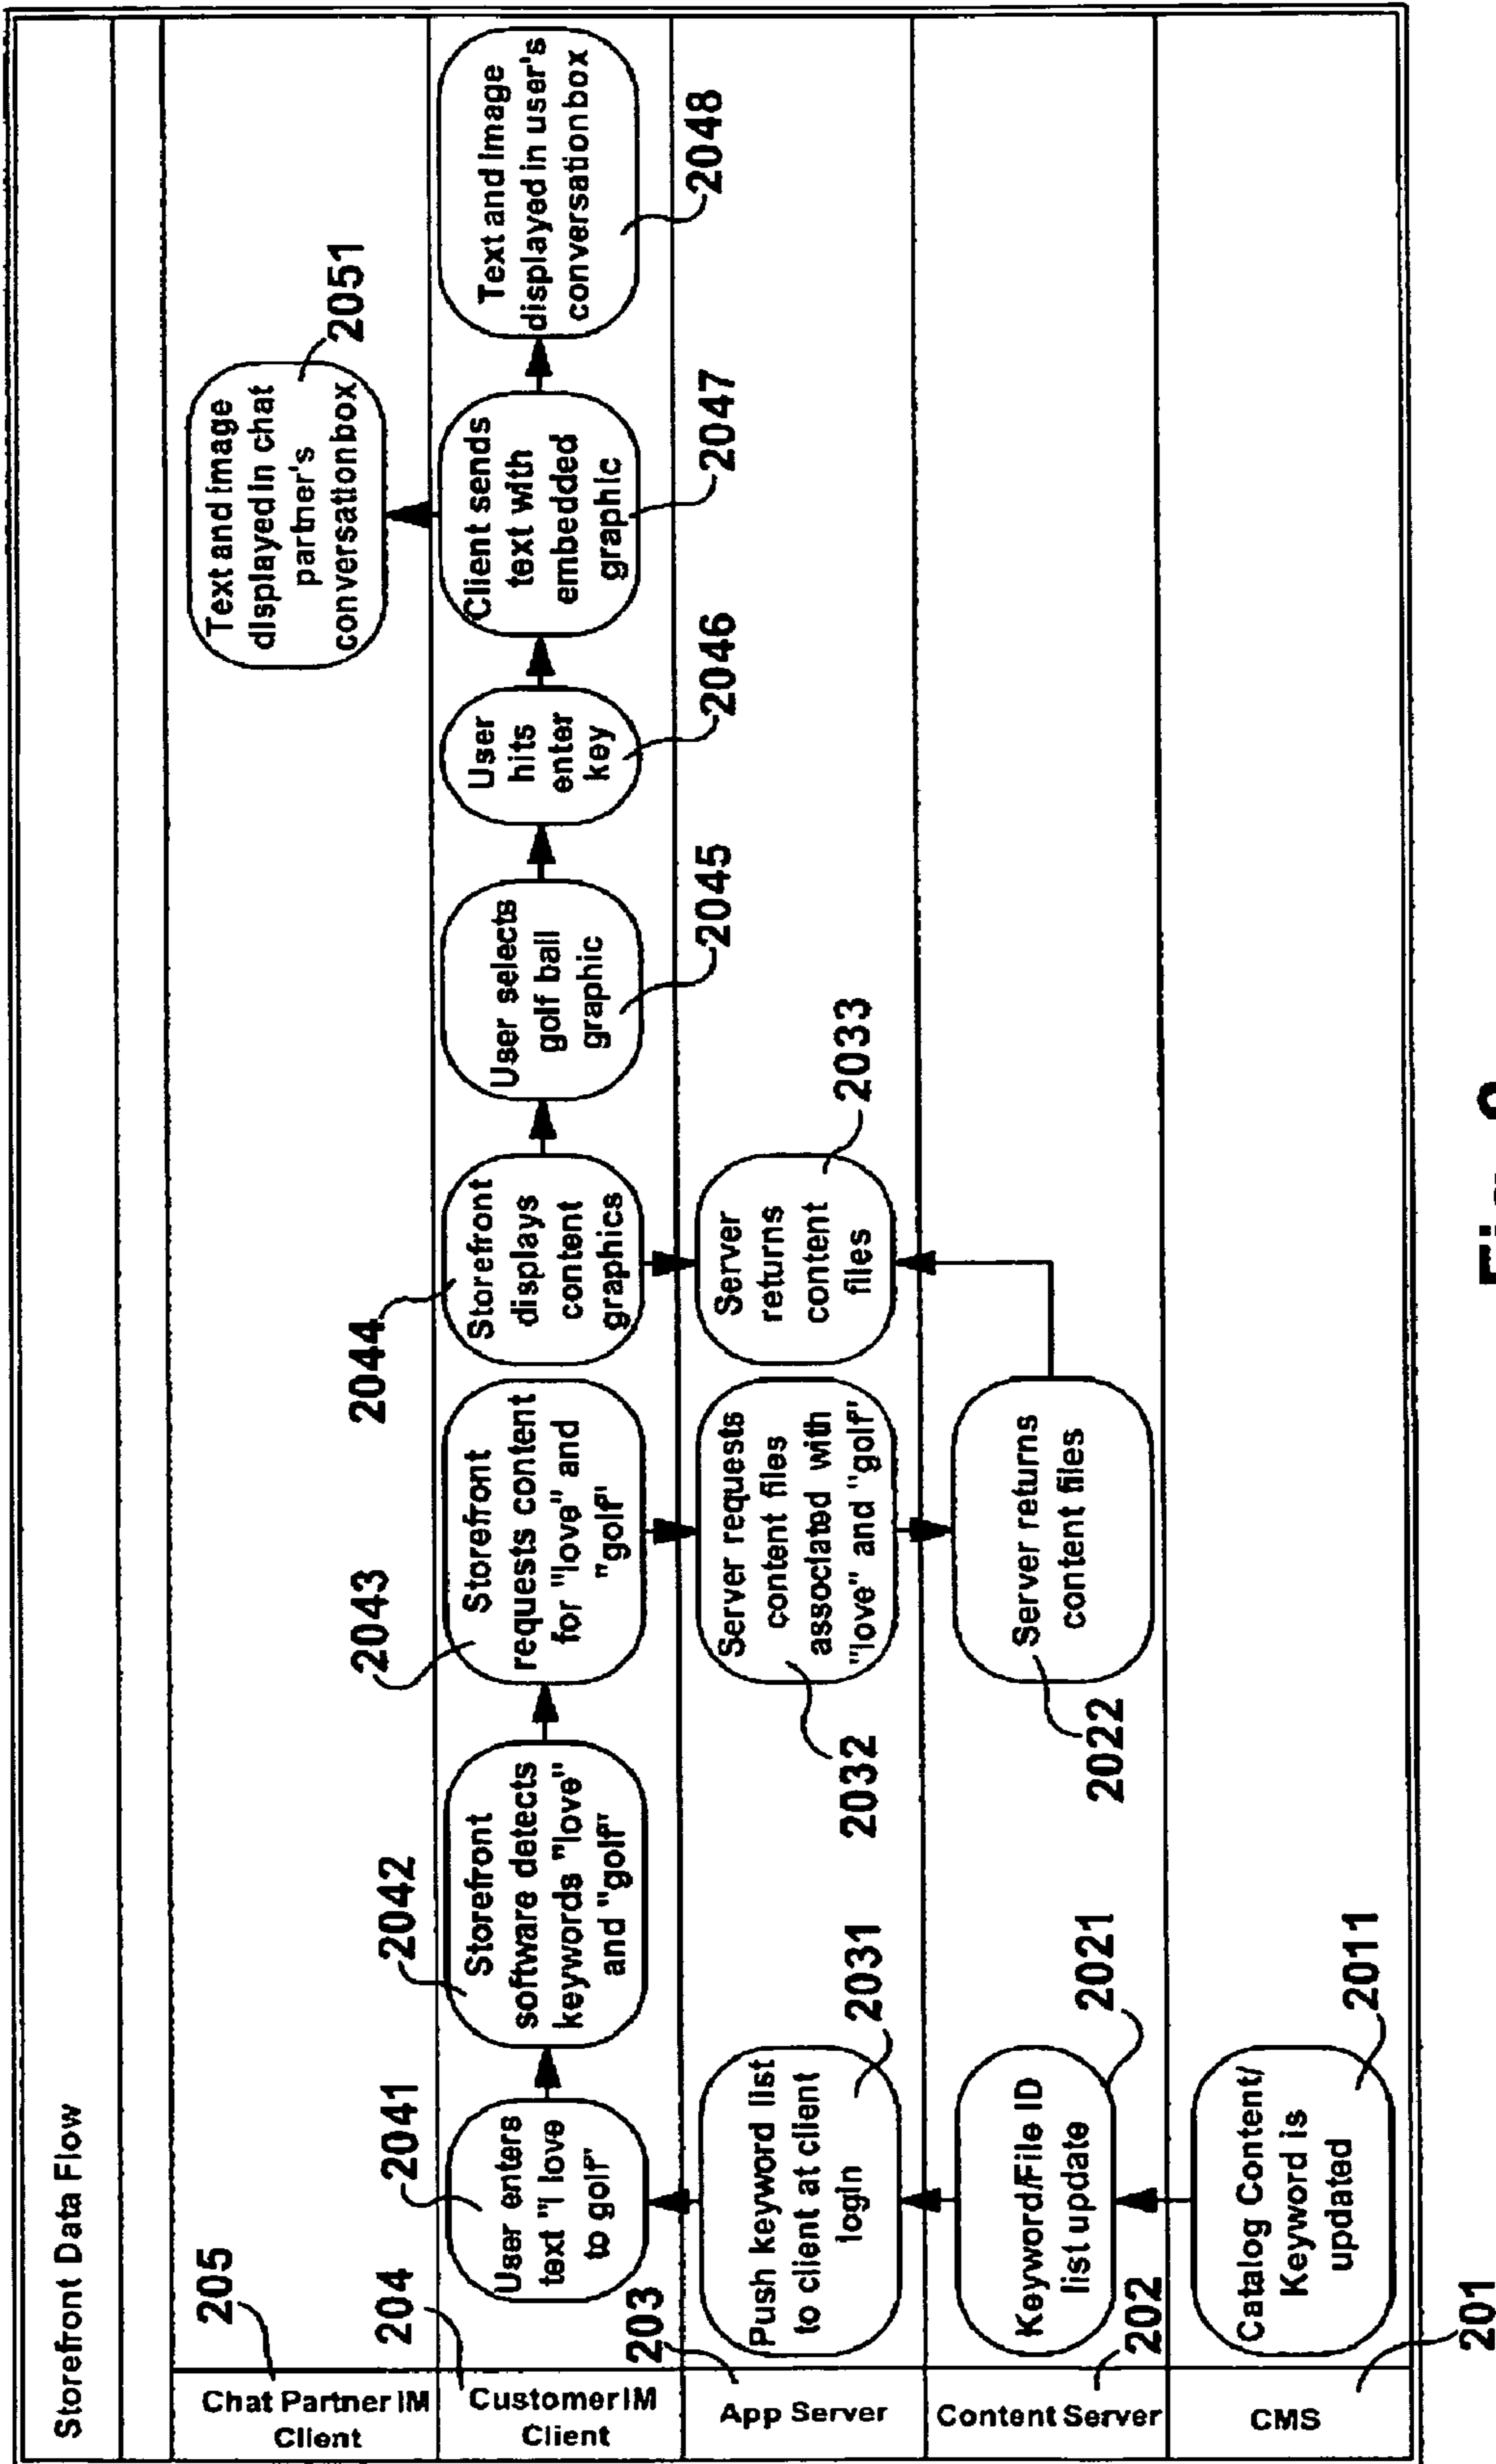 Storefront Data Flow
Chat Partner IM
Client
205
Text and image
displayed in chat
partner's
conversation box
2051
Customer IM
Client
204
User enters
text "I love
to golf"
2041
Storefront
software detects
keywords "love"
and "golf"
2042
Storefront
requests content
for "love" and
"golf"
2043
Storefront
displays
content
graphics
2044
User selects
golf ball
graphic
2045
User
hits
enter
key
2046
Client sends
text with
embedded
graphic
2047
Text and image
displayed in user's
conversation box
2048
App Server
203
Push keyword list
to client at client
login
2031
Server requests
content files
associated with
"love" and "golf"
2032
Server
returns
content
files
2033
Content Server
202
Keyword/File ID
list update
2021
Server returns
content files
2022
CMS
201
Catalog Content/
Keyword is
updated
2011